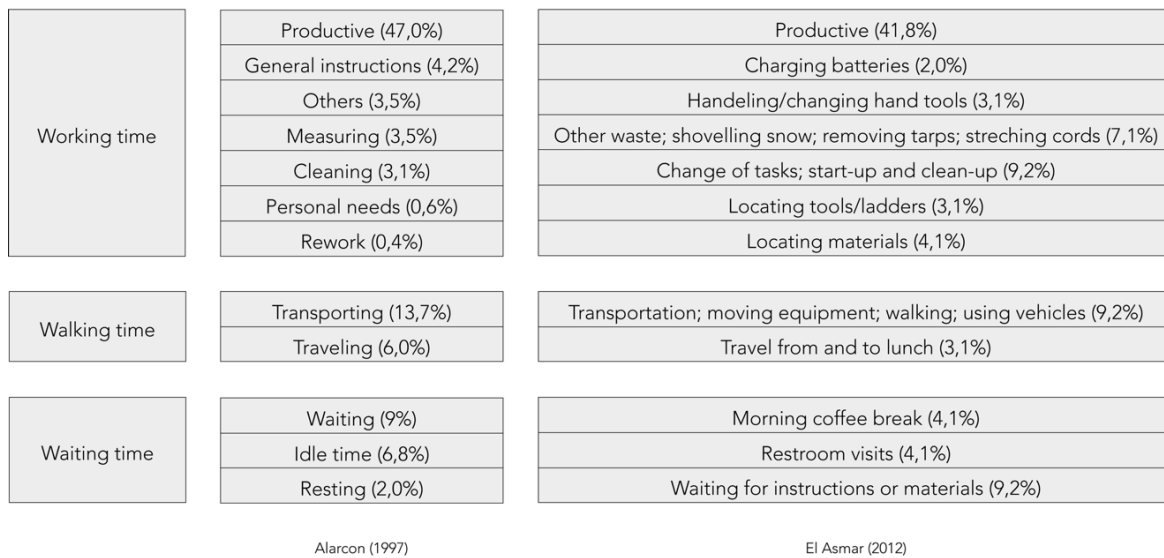 Working time
Productive (47,0%)
General instructions (4,2%)
Others (3,5%)
Measuring (3,5%)
Cleaning (3,1%)
Personal needs (0,6%)
Rework (0,4%)
Productive (41,8%)
Charging batteries (2,0%)
Handeling/changing hand tools (3,1%)
Other waste; shovelling snow; removing tarps; streching cords (7,1%)
Change of tasks; start-up and clean-up (9,2%)
Locating tools/ladders (3,1%)
Locating materials (4,1%)
Walking time
Transporting (13,7%)
Traveling (6,0%)
Transportation; moving equipment; walking; using vehicles (9,2%)
Travel from and to lunch (3,1%)
Waiting time
Waiting (9%)
Idle time (6,8%)
Resting (2,0%)
Morning coffee break (4,1%)
Restroom visits (4,1%)
Waiting for instructions or materials (9,2%)
Alarcon (1997)
El Asmar (2012)